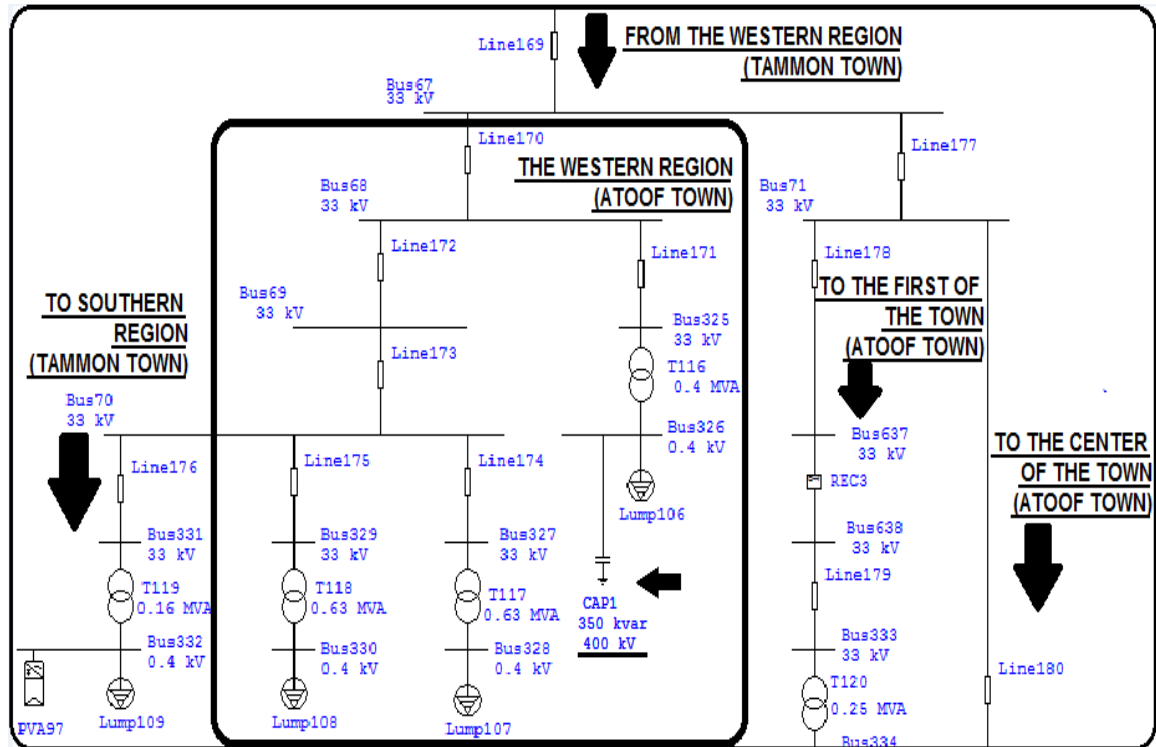 Line169
FROM THE WESTERN REGION
(TAMMON TOWN)
Bus67
33 kV
Line170
Line177
THE WESTERN REGION
(ATOOF TOWN)
Bus68
33 kV
Bus71
33 kV
Line172
Line171
Line178
TO SOUTHERN
REGION
(TAMMON TOWN)
Bus69
33 kV
TO THE FIRST OF
THE TOWN
(ATOOF TOWN)
Bus325
33 kV
Line173
T116
0.4 MVA
Bus70
33 kV
Bus326
0.4 kV
Bus637
33 kV
TO THE CENTER
OF THE TOWN
(ATOOF TOWN)
Line176
Line175
Line174
REC3
Lump106
Bus331
33 kV
Bus329
33 kV
Bus327
33 kV
Bus638
33 kV
T119
0.16 MVA
T118
0.63 MVA
T117
0.63 MVA
CAP1
350 kvar
400 kV
Line179
Bus332
0.4 kV
Bus330
0.4 kV
Bus328
0.4 kV
Bus333
33 kV
Line180
T120
0.25 MVA
PVA97
Lump109
Lump108
Lump107
Bus334